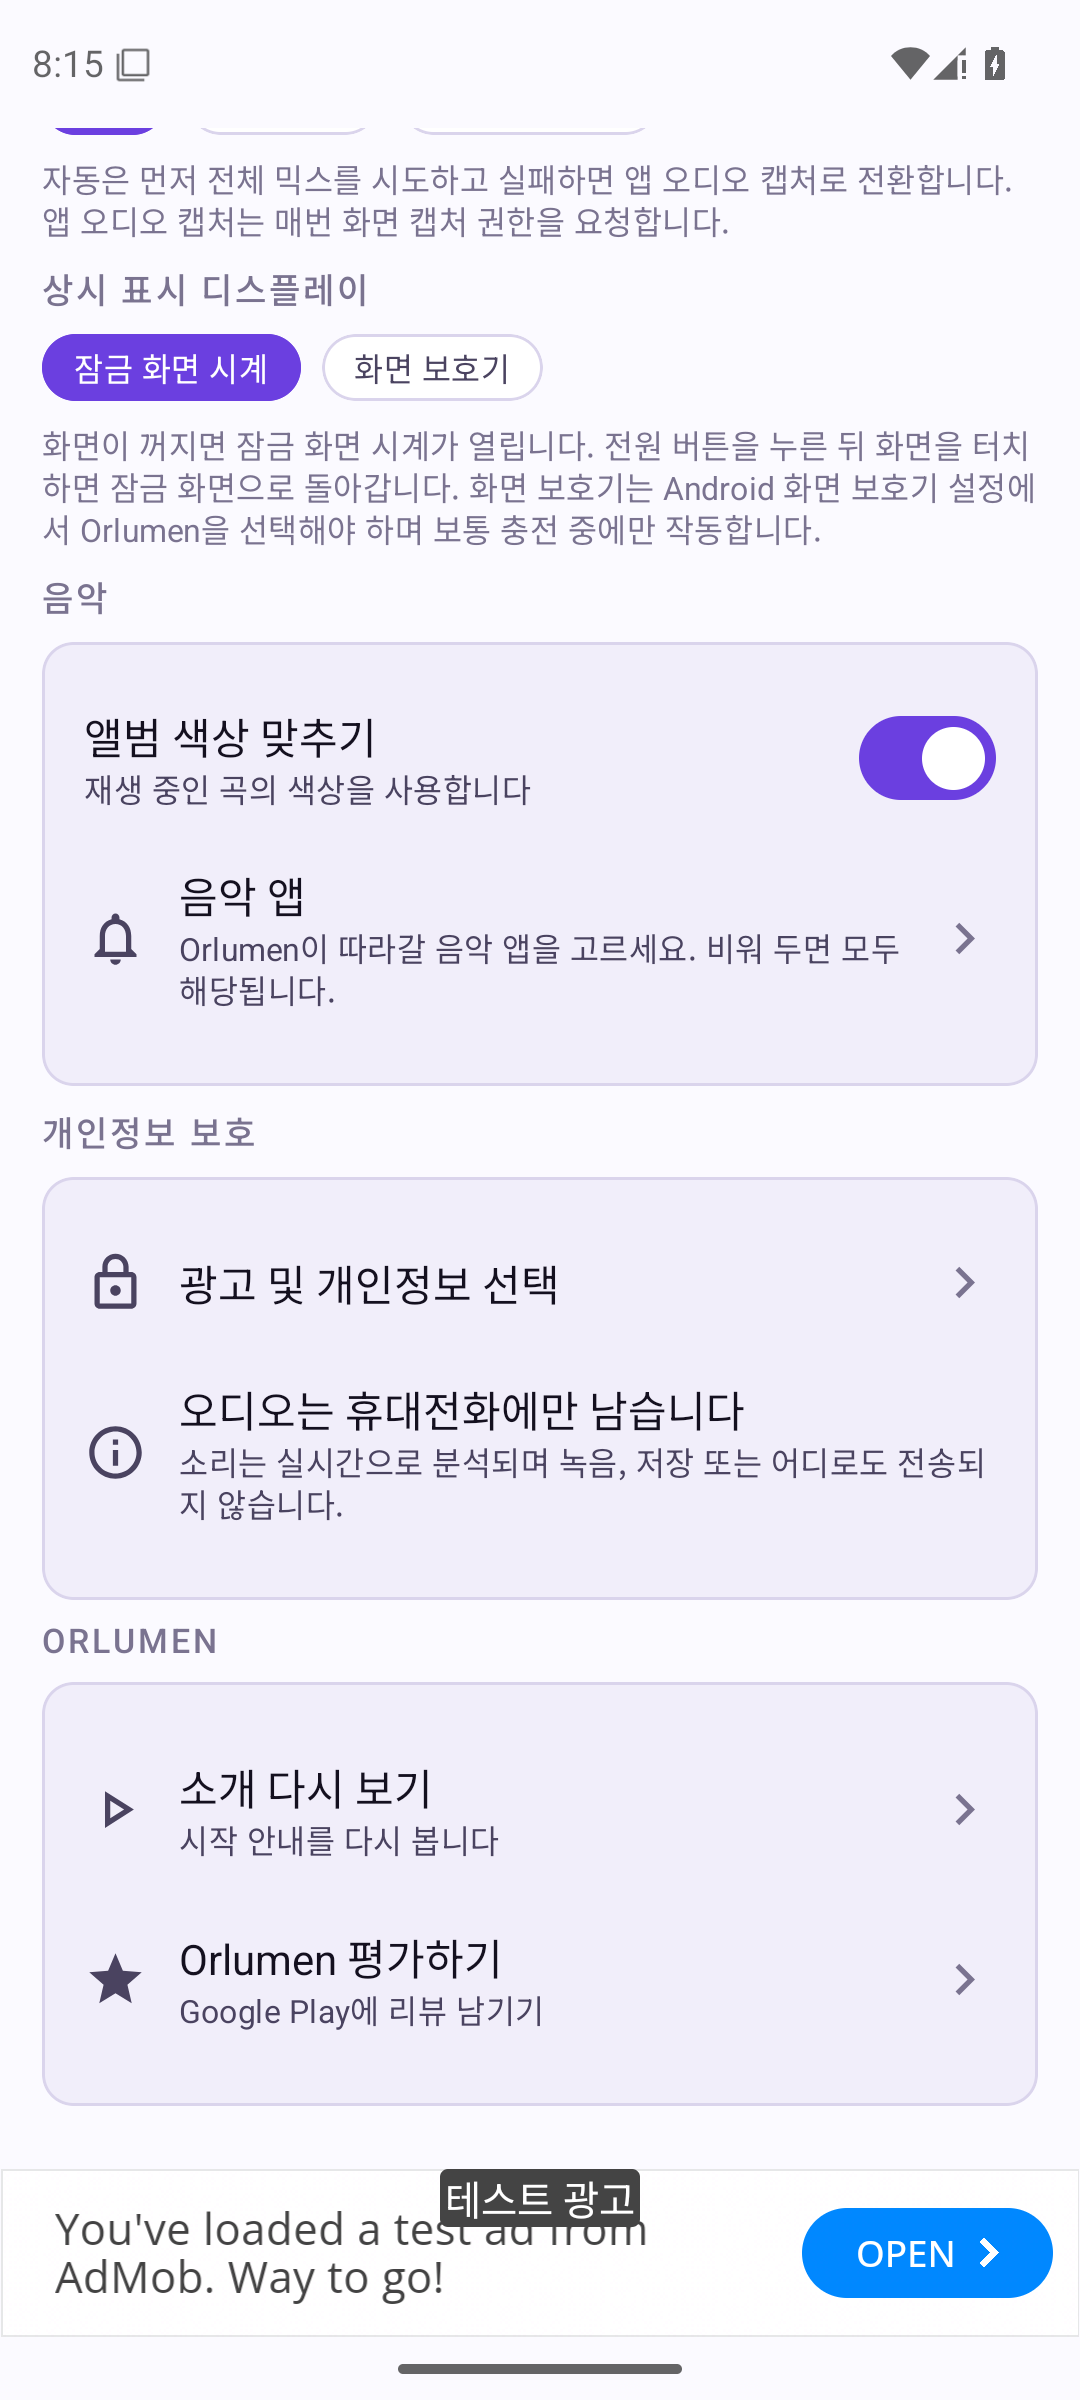 8:15
자동은 먼저 전체 믹스를 시도하고 실패하면 앱 오디오 캡처로 전환합니다.
앱 오디오 캡처는 매번 화면 캡처 권한을 요청합니다.
상시 표시 디스플레이
잠금 화면 시계
화면 보호기
화면이 꺼지면 잠금 화면 시계가 열립니다. 전원 버튼을 누른 뒤 화면을 터치
하면 잠금 화면으로 돌아갑니다. 화면 보호기는 Android 화면 보호기 설정에
서 Orlumen을 선택해야 하며 보통 충전 중에만 작동합니다.
음악
앨범 색상 맞추기
재생 중인 곡의 색상을 사용합니다
음악 앱
Orlumen이 따라갈 음악 앱을 고르세요. 비워 두면 모두
해당됩니다.
개인정보 보호
광고 및 개인정보 선택
오디오는 휴대전화에만 남습니다
소리는 실시간으로 분석되며 녹음, 저장 또는 어디로도 전송되
지 않습니다.
ORLUMEN
소개 다시 보기
시작 안내를 다시 봅니다
Orlumen 평가하기
Google Play에 리뷰 남기기
테스트 광고
You've loaded a test ad from
AdMob. Way to go!
OPEN